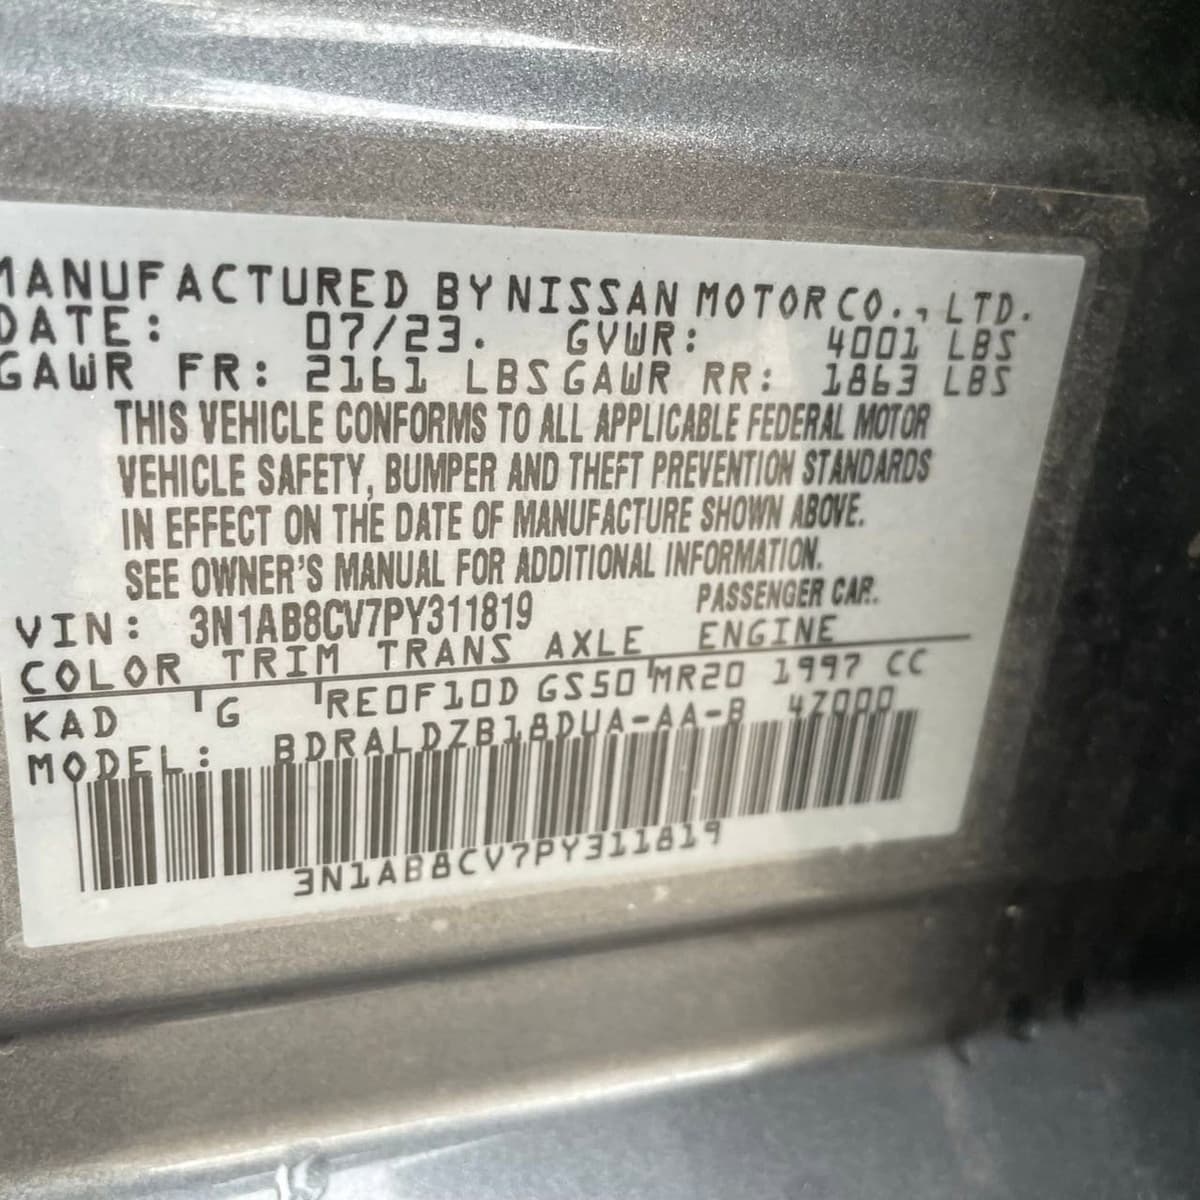 MANUFACTURED BY NISSAN MOTOR CO., LTD.
DATE: 07/23. GVWR: 4001 LBS
GAWR FR: 2161 LBS GAWR RR: 1863 LBS
THIS VEHICLE CONFORMS TO ALL APPLICABLE FEDERAL MOTOR
VEHICLE SAFETY, BUMPER AND THEFT PREVENTION STANDARDS
IN EFFECT ON THE DATE OF MANUFACTURE SHOWN ABOVE.
SEE OWNER'S MANUAL FOR ADDITIONAL INFORMATION.
VIN: 3N1AB8CV7PY311819 PASSENGER CAR.
COLOR TRIM TRANS AXLE ENGINE
KAD G RE0F10D GS50 MR20 1997 CC
MODEL: BDRALDZB18DUA-AA-B 47000
3N1AB8CV7PY311819